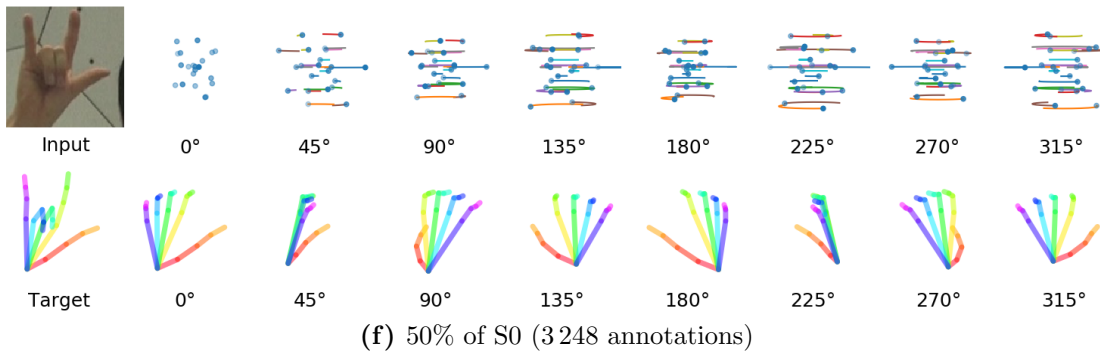 Input 0° 45° 90° 135° 180° 225° 270° 315°
Target 0° 45° 90° 135° 180° 225° 270° 315°
(f) 50% of S0 (3 248 annotations)